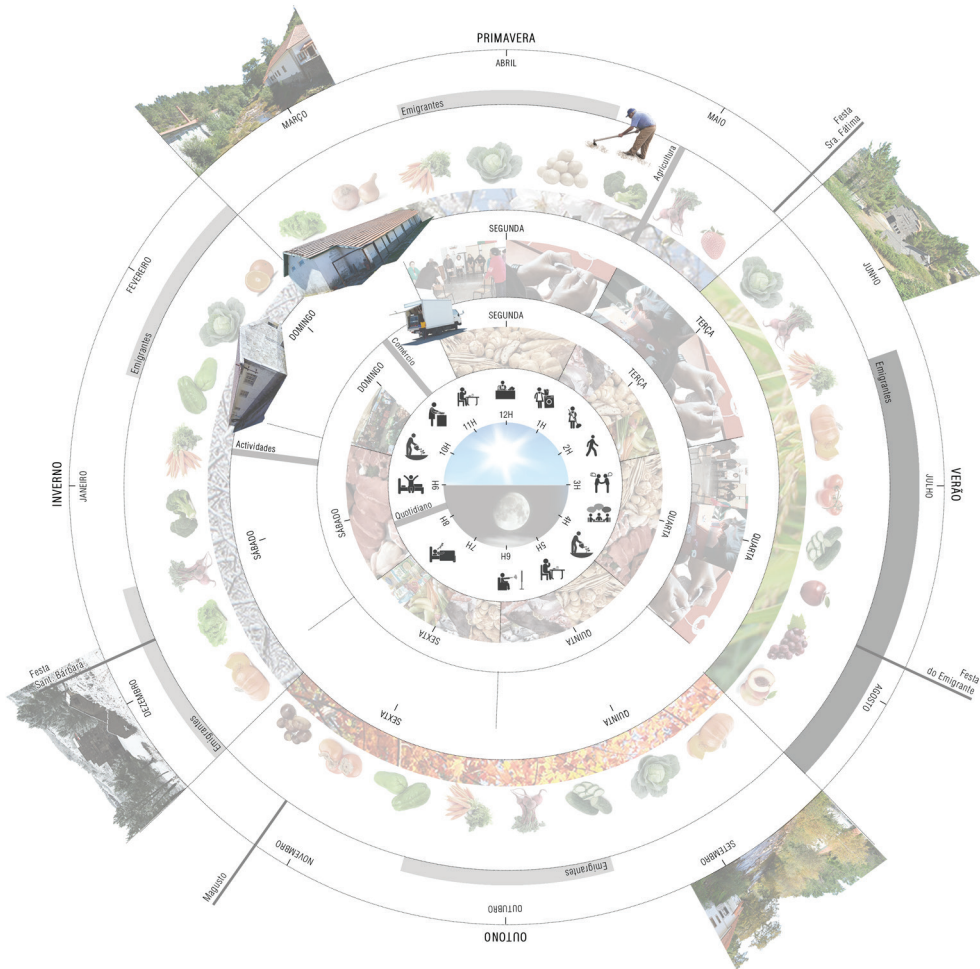 PRIMAVERA
ABRIL
MAIO
Festa
Sra. Fátima
JUNHO
VERÃO
JULHO
AGOSTO
Festa
do Emigrante
SETEMBRO
OUTONO
OUTUBRO
NOVEMBRO
Magusto
DEZEMBRO
Festa
Sant. Bárbara
INVERNO
JANEIRO
FEVEREIRO
MARÇO
Emigrantes
Emigrantes
Emigrantes
Emigrantes
Emigrantes
Agricultura
SEGUNDA
TERÇA
QUARTA
QUINTA
SEXTA
SÁBADO
DOMINGO
Actividades
SEGUNDA
TERÇA
QUARTA
QUINTA
SEXTA
SÁBADO
DOMINGO
Comércio
12H
1H
2H
3H
4H
5H
6H
7H
8H
9H
10H
11H
Quotidiano